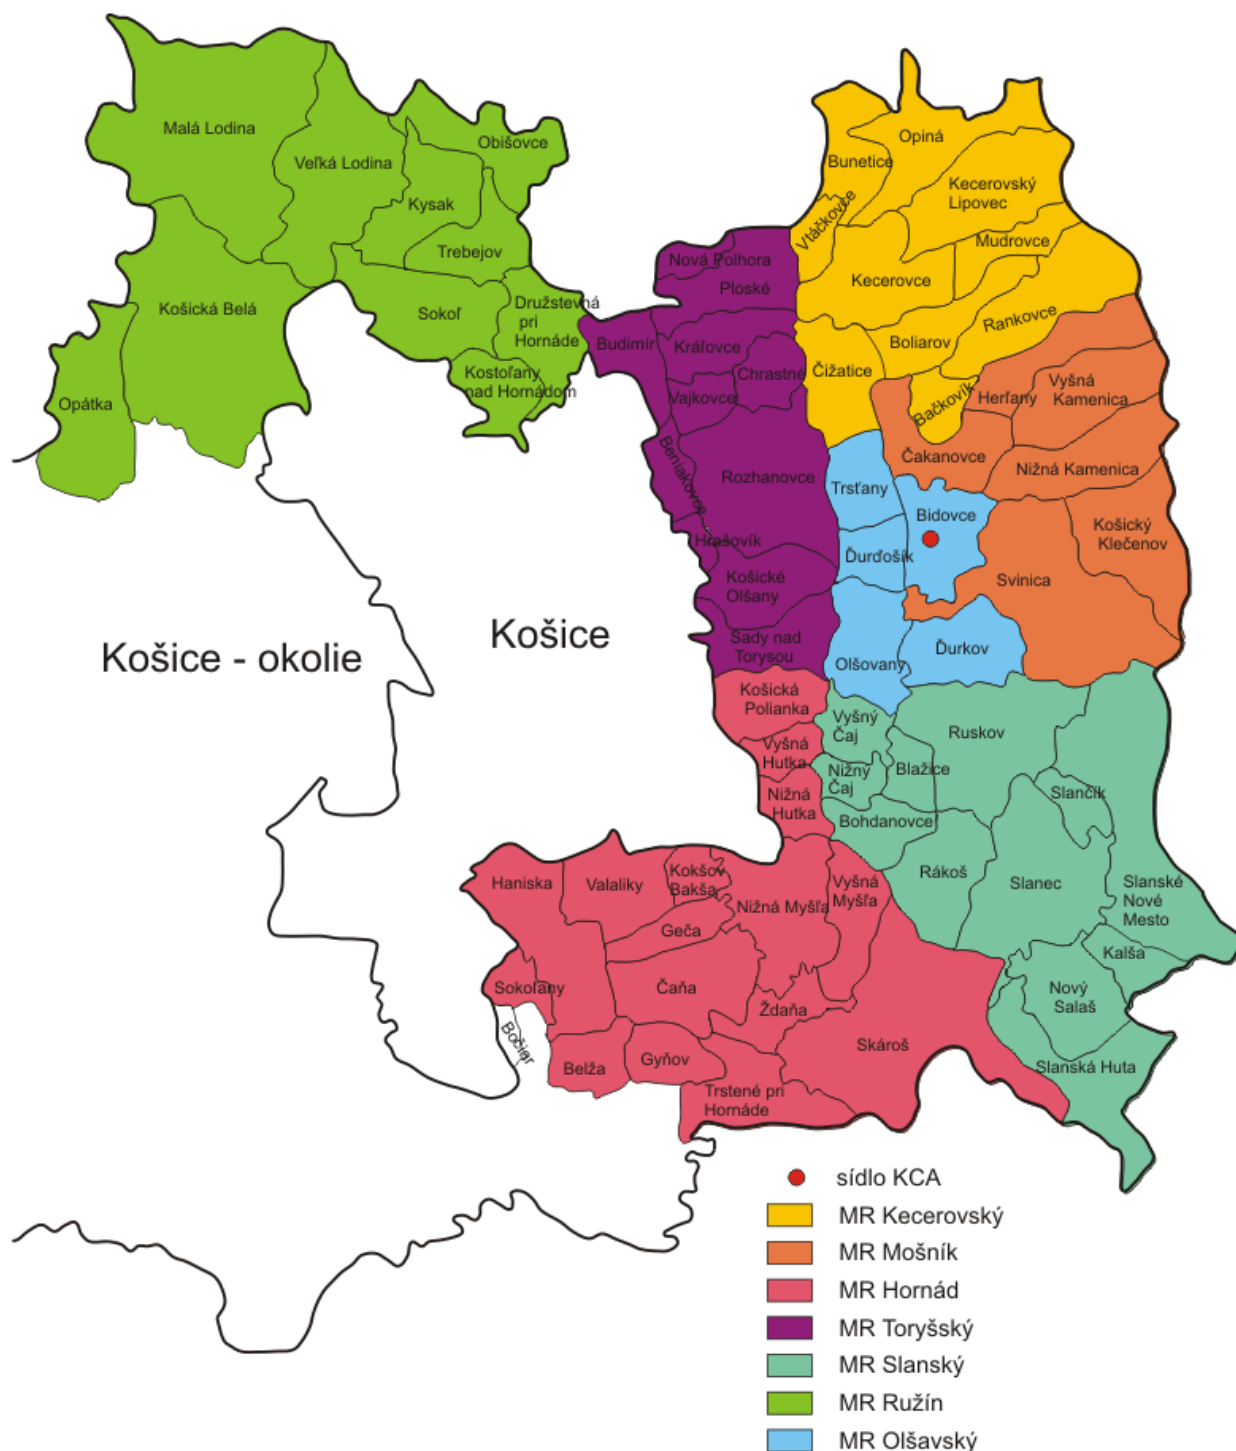 Malá Lodina
Veľká Lodina
Obišovce
Kysak
Trebejov
Košická Belá
Sokoľ
Družstevná
pri
Hornáde
Kostoľany
nad Hornádom
Opátka
Opiná
Bunetice
Kecerovský
Lipovec
Vtáčkovce
Mudrovce
Kecerovce
Rankovce
Boliarov
Čižatice
Bačkovík
Nová Polhora
Ploské
Budimír
Kráľovce
Chrastné
Vajkovce
Beniakovce
Rozhanovce
Hrašovík
Košické
Olšany
Sady nad
Torysou
Herľany
Vyšná
Kamenica
Čakanovce
Nižná Kamenica
Košický
Klečenov
Svinica
Trsťany
Bidovce
Ďurďošík
Olšovany
Ďurkov
Košice - okolie
Košice
Košická
Polianka
Vyšná
Hutka
Nižná
Hutka
Vyšný
Čaj
Nižný
Čaj
Blažice
Ruskov
Slančík
Bohdanovce
Rákoš
Slanec
Slanské
Nové
Mesto
Kalša
Nový
Salaš
Slanská Huta
Haniska
Valaliky
Kokšov
Bakša
Nižná Myšľa
Vyšná
Myšľa
Geča
Sokoľany
Čaňa
Ždaňa
Bočiar
Belža
Gyňov
Skároš
Trstené pri
Hornáde
sídlo KCA
MR Kecerovský
MR Mošník
MR Hornád
MR Toryšský
MR Slanský
MR Ružín
MR Olšavský